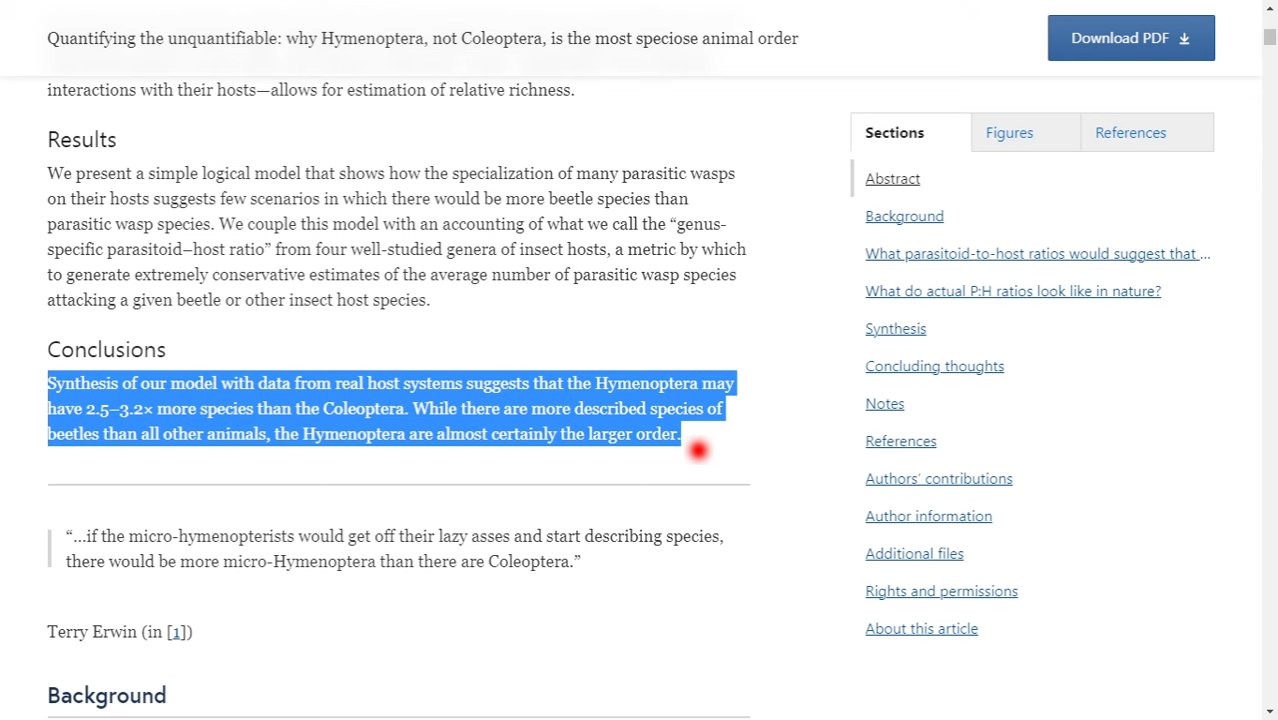 Quantifying the unquantifiable: why Hymenoptera, not Coleoptera, is the most speciose animal order
Download PDF
interactions with their hosts—allows for estimation of relative richness.
Results
We present a simple logical model that shows how the specialization of many parasitic wasps
on their hosts suggests few scenarios in which there would be more beetle species than
parasitic wasp species. We couple this model with an accounting of what we call the “genus-
specific parasitoid–host ratio” from four well-studied genera of insect hosts, a metric by which
to generate extremely conservative estimates of the average number of parasitic wasp species
attacking a given beetle or other insect host species.
Conclusions
Synthesis of our model with data from real host systems suggests that the Hymenoptera may
have 2.5–3.2× more species than the Coleoptera. While there are more described species of
beetles than all other animals, the Hymenoptera are almost certainly the larger order.
“...if the micro-hymenopterists would get off their lazy asses and start describing species,
there would be more micro-Hymenoptera than there are Coleoptera.”
Terry Erwin (in [1])
Background
Sections
Figures
References
Abstract
Background
What parasitoid-to-host ratios would suggest that ...
What do actual P:H ratios look like in nature?
Synthesis
Concluding thoughts
Notes
References
Authors’ contributions
Author information
Additional files
Rights and permissions
About this article